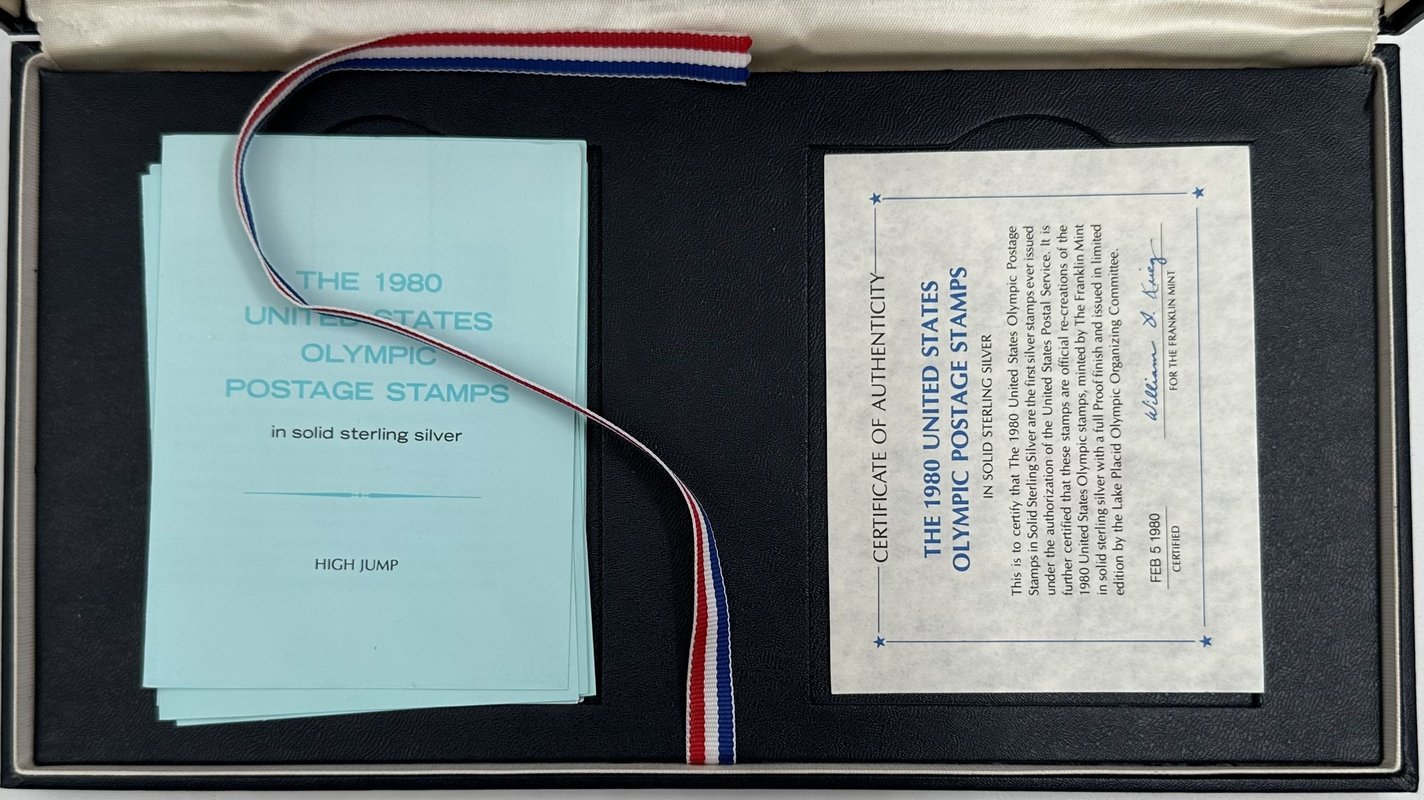 THE 1980
UNITED STATES
OLYMPIC
POSTAGE STAMPS
in solid sterling silver
HIGH JUMP
CERTIFICATE OF AUTHENTICITY
THE 1980 UNITED STATES
OLYMPIC POSTAGE STAMPS
IN SOLID STERLING SILVER
This is to certify that The 1980 United States Olympic Postage
Stamps in Solid Sterling Silver are the first silver stamps ever issued
under the authorization of the United States Postal Service. It is
further certified that these stamps are official re-creations of the
1980 United States Olympic stamps, minted by The Franklin Mint
in solid sterling silver with a full Proof finish and issued in limited
edition by the Lake Placid Olympic Organizing Committee.
FEB 5 1980
CERTIFIED
William F. Krieg
FOR THE FRANKLIN MINT